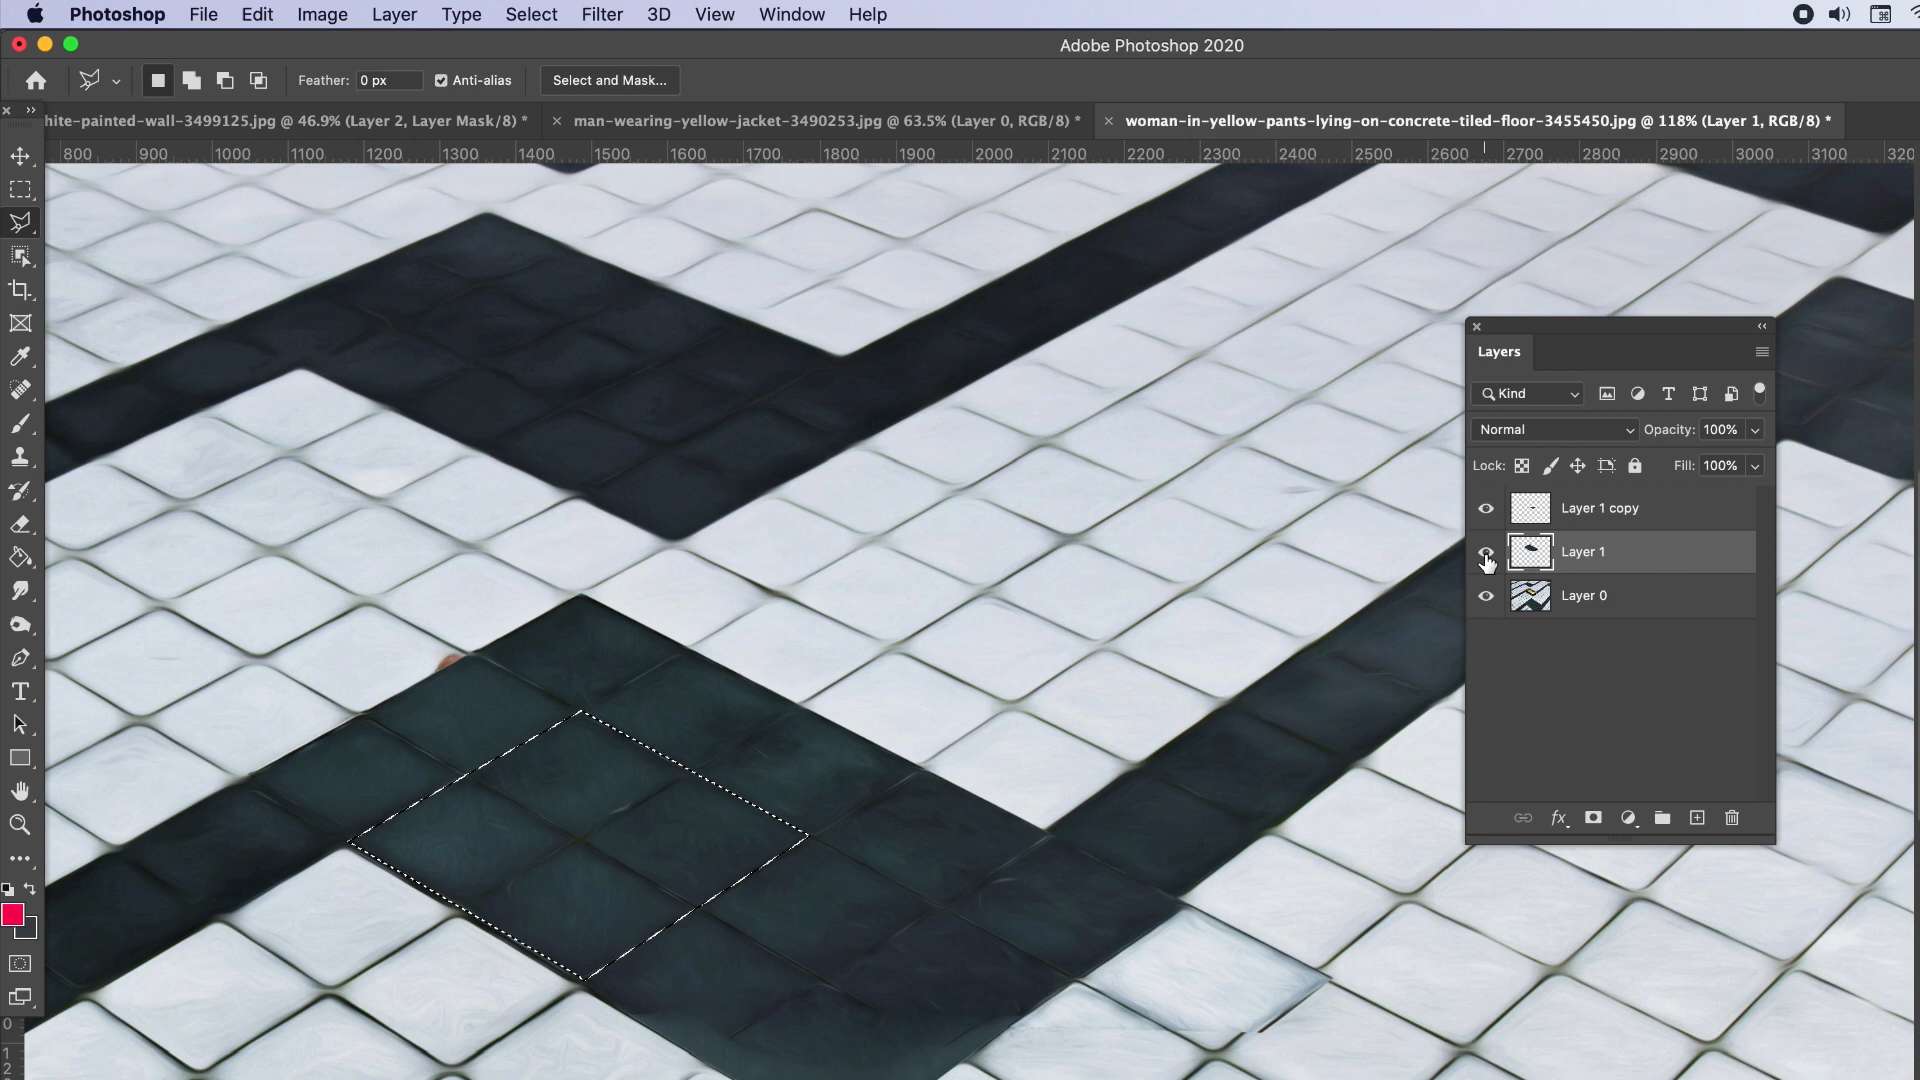 Photoshop File Edit Image Layer Type Select Filter 3D View Window Help
Adobe Photoshop 2020
Feather: 0 px Anti-alias Select and Mask...
hite-painted-wall-3499125.jpg @ 46.9% (Layer 2, Layer Mask/8) * × man-wearing-yellow-jacket-3490253.jpg @ 63.5% (Layer 0, RGB/8) * × woman-in-yellow-pants-lying-on-concrete-tiled-floor-3455450.jpg @ 118% (Layer 1, RGB/8) *
800 900 1000 1100 1200 1300 1400 1500 1600 1700 1800 1900 2000 2100 2200 2300 2400 2500 2600 2700 2800 2900 3000 3100 320
Layers
Kind
Normal Opacity: 100%
Lock: Fill: 100%
Layer 1 copy
Layer 1
Layer 0
fx
0
1
2